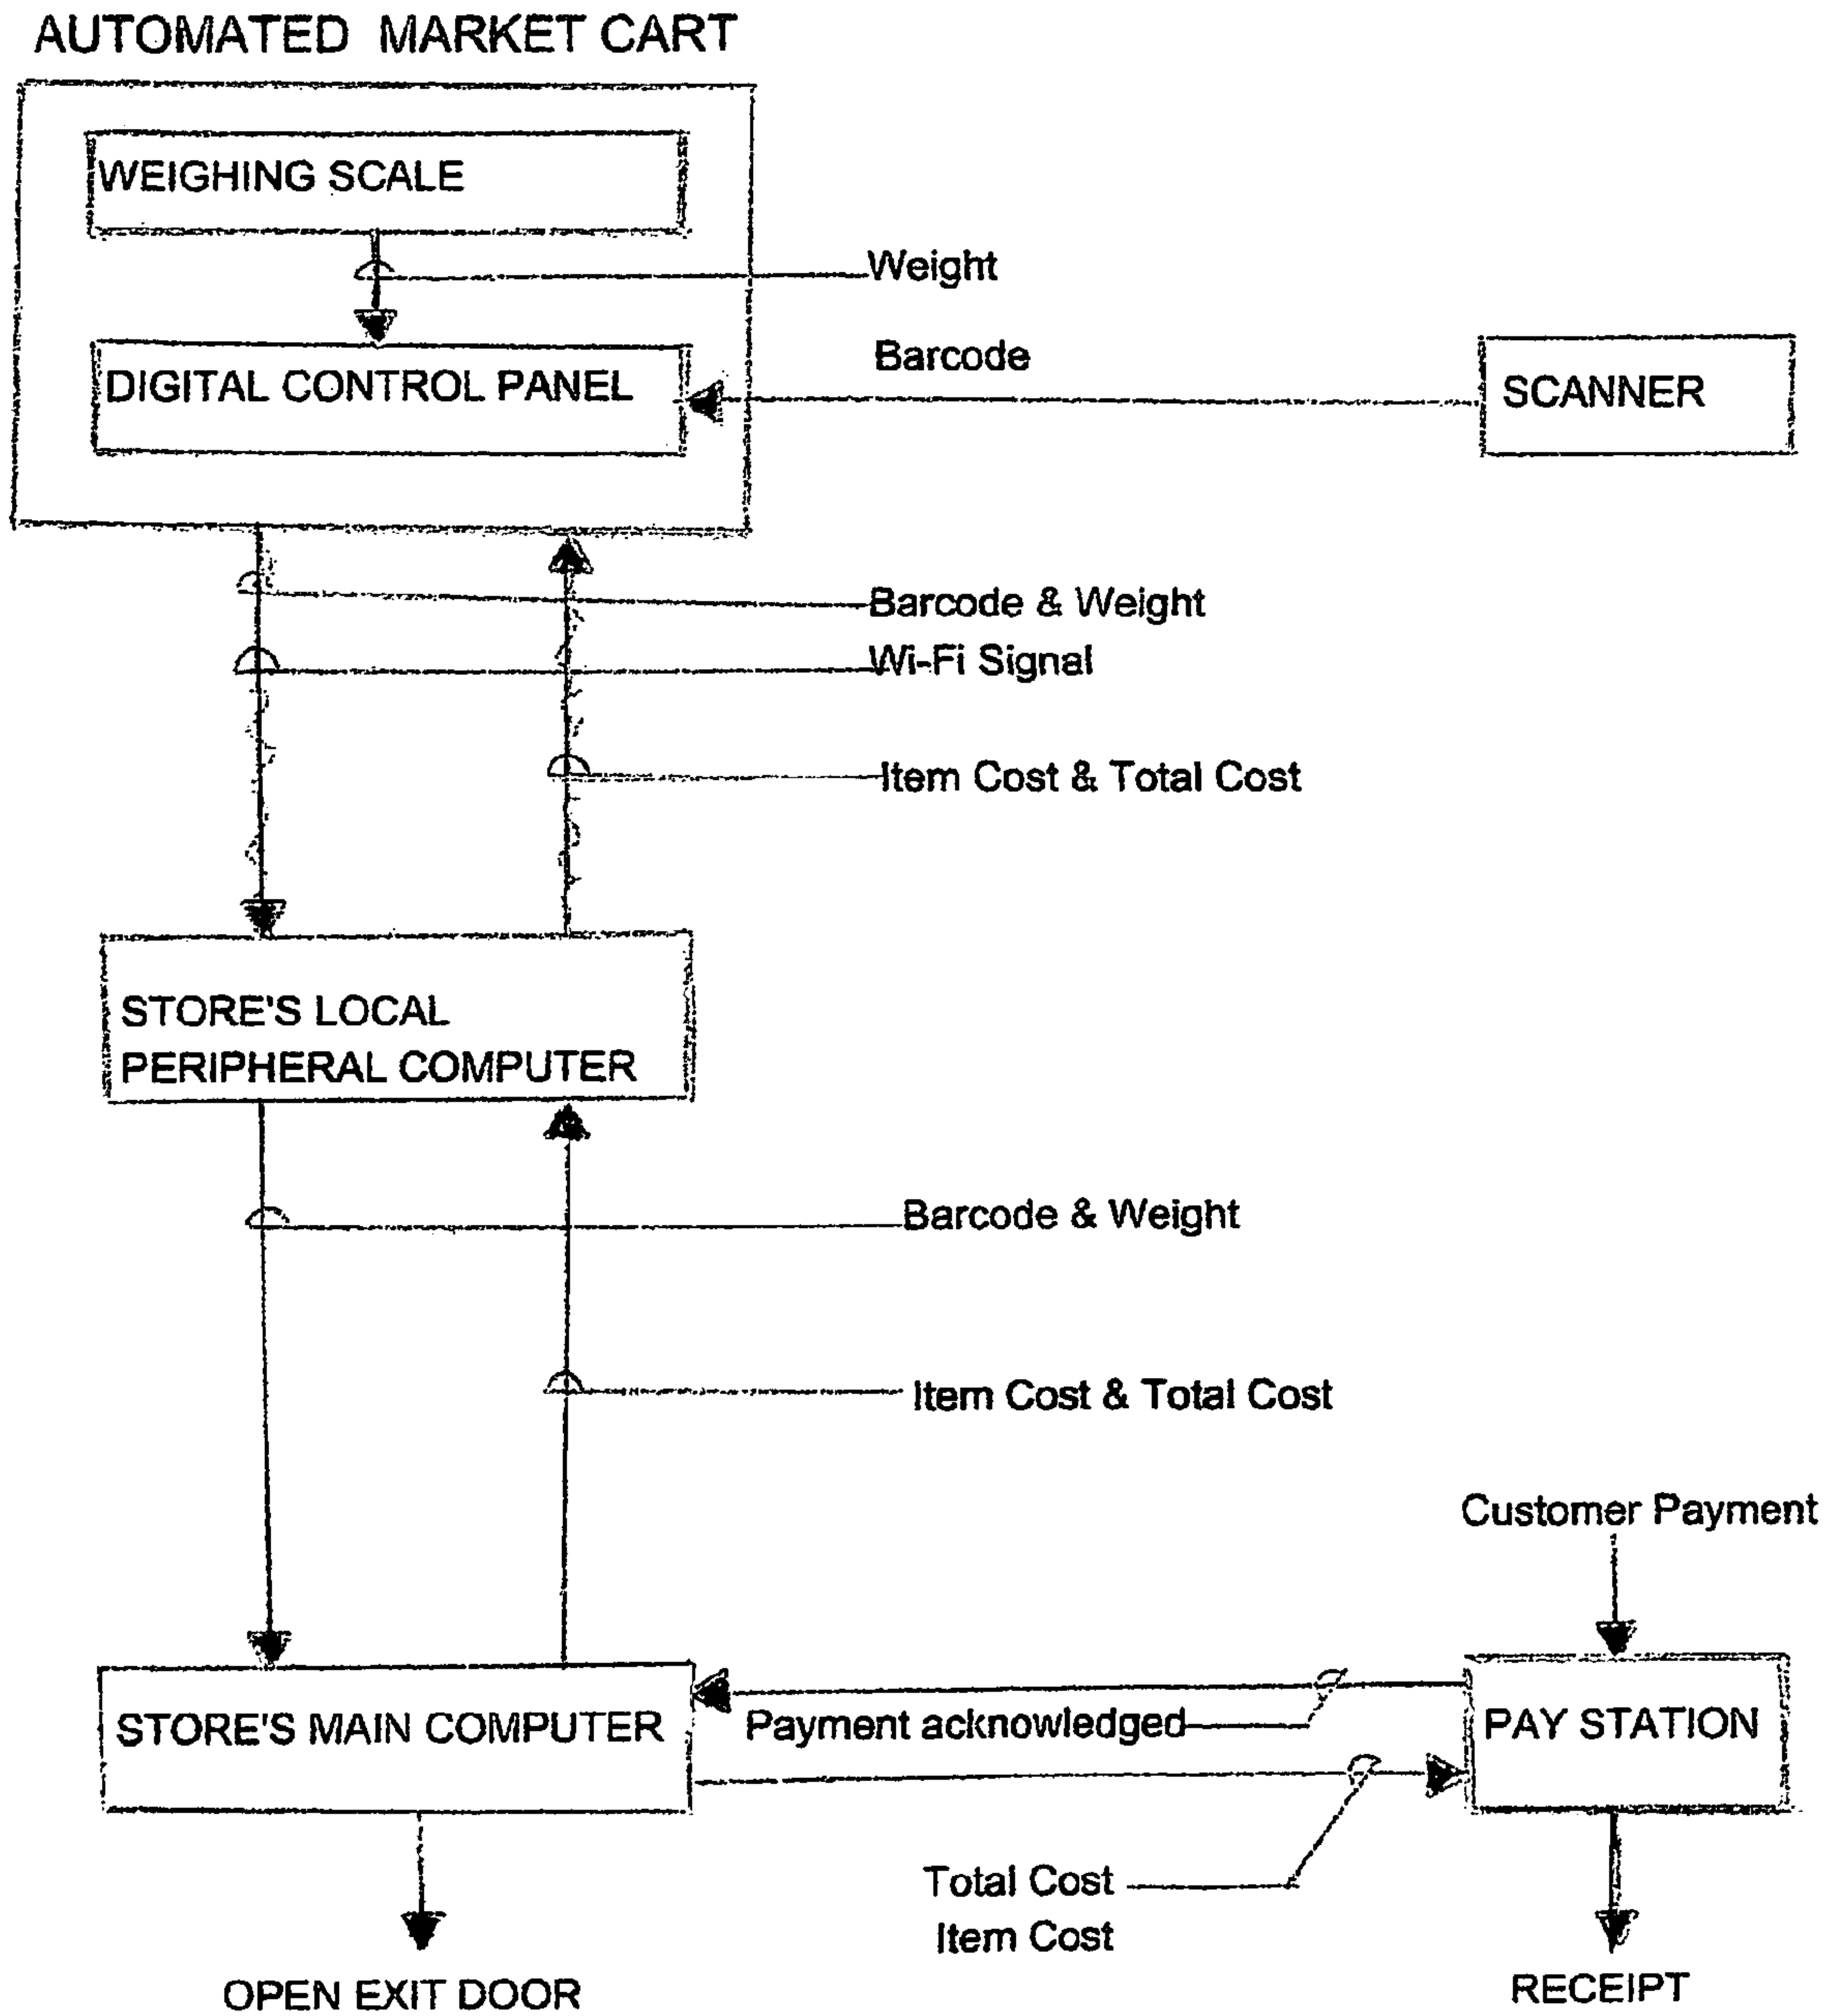 AUTOMATED MARKET CART
WEIGHING SCALE
Weight
Barcode
DIGITAL CONTROL PANEL
SCANNER
Barcode & Weight
Wi-Fi Signal
Item Cost & Total Cost
STORE'S LOCAL
PERIPHERAL COMPUTER
Barcode & Weight
Item Cost & Total Cost
Customer Payment
STORE'S MAIN COMPUTER
Payment acknowledged
PAY STATION
Total Cost
Item Cost
OPEN EXIT DOOR
RECEIPT